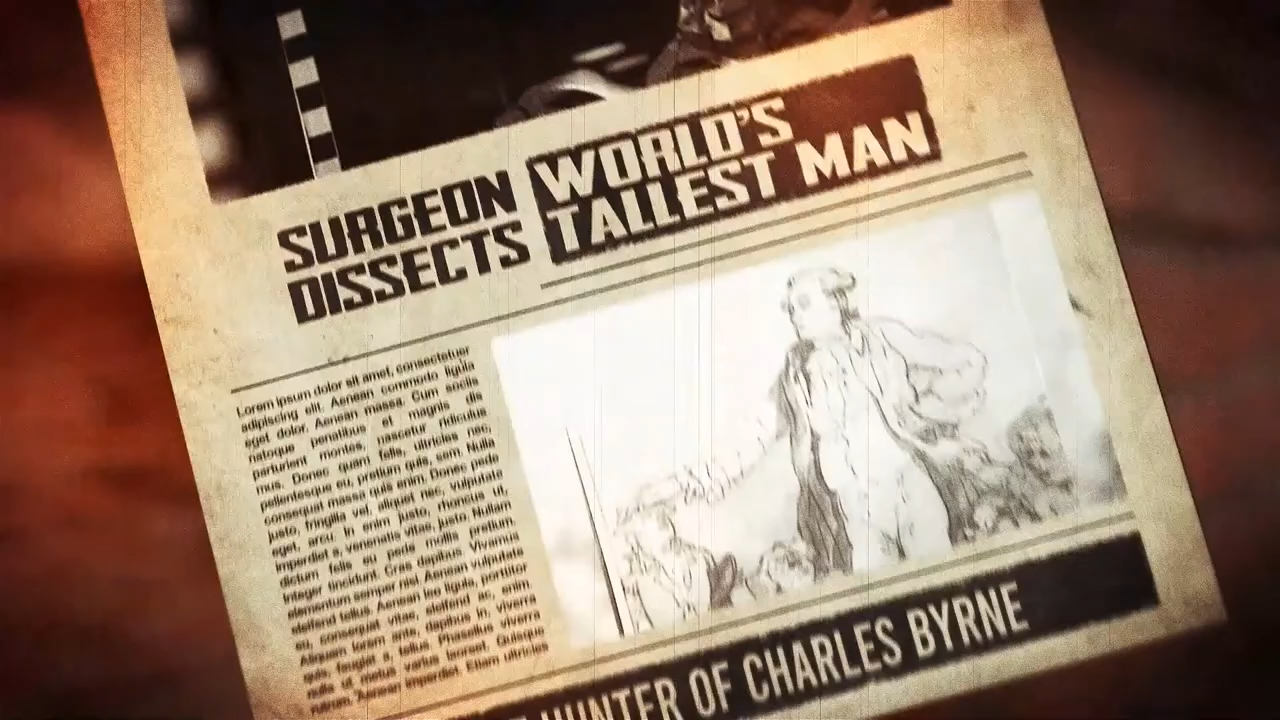 SURGEON
DISSECTS
WORLD'S
TALLEST MAN
Lorem ipsum dolor sit amet, consectetuer
adipiscing elit. Aenean commodo ligula
eget dolor. Aenean massa. Cum sociis
natoque penatibus et magnis dis
parturient montes, nascetur ridiculus
mus. Donec quam felis, ultricies nec,
pellentesque eu, pretium quis, sem. Nulla
consequat massa quis enim. Donec pede
justo, fringilla vel, aliquet nec, vulputate
eget, arcu. In enim justo, rhoncus ut,
imperdiet a, venenatis vitae, justo. Nullam
dictum felis eu pede mollis pretium.
Integer tincidunt. Cras dapibus. Vivamus
elementum semper nisi. Aenean vulputate
eleifend tellus. Aenean leo ligula, porttitor
eu, consequat vitae, eleifend ac, enim.
Aliquam lorem ante, dapibus in, viverra
quis, feugiat a, tellus. Phasellus viverra
nulla ut metus varius laoreet. Quisque
rutrum. Aenean imperdiet. Etiam ultricies
HUNTER OF CHARLES BYRNE